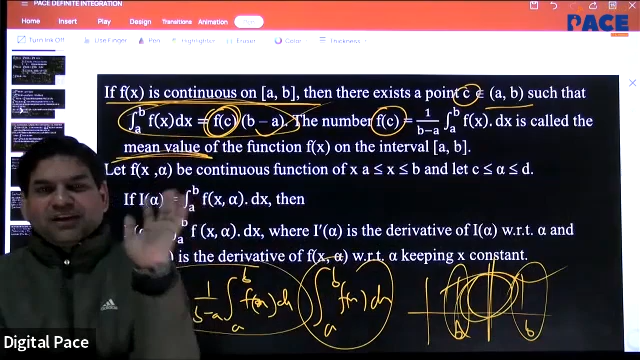 PACE DEFINITE INTEGRATION
Home Insert Draw Design Transitions Animation
Turn Ink Off Use Finger Pen Highlighter Eraser Color Thickness
PACE
If f(x) is continuous on [a, b], then there exists a point c ∈ (a, b) such that
∫ₐᵇ f(x)dx = f(c) (b − a). The number f(c) = 1/(b−a) ∫ₐᵇ f(x). dx is called the
mean value of the function f(x) on the interval [a, b].
Let f(x ,α) be continuous function of x a ≤ x ≤ b and let c ≤ α ≤ d.
If I(α) = ∫ₐᵇ f(x, α). dx, then
∫ₐᵇ f (x, α). dx, where I′(α) is the derivative of I(α) w.r.t. α and
is the derivative of f(x, α) keeping x constant.
1/(b-a) ∫ₐᵇ f(x) dx ∫ₐᵇ f(x) dx a b
Digital Pace